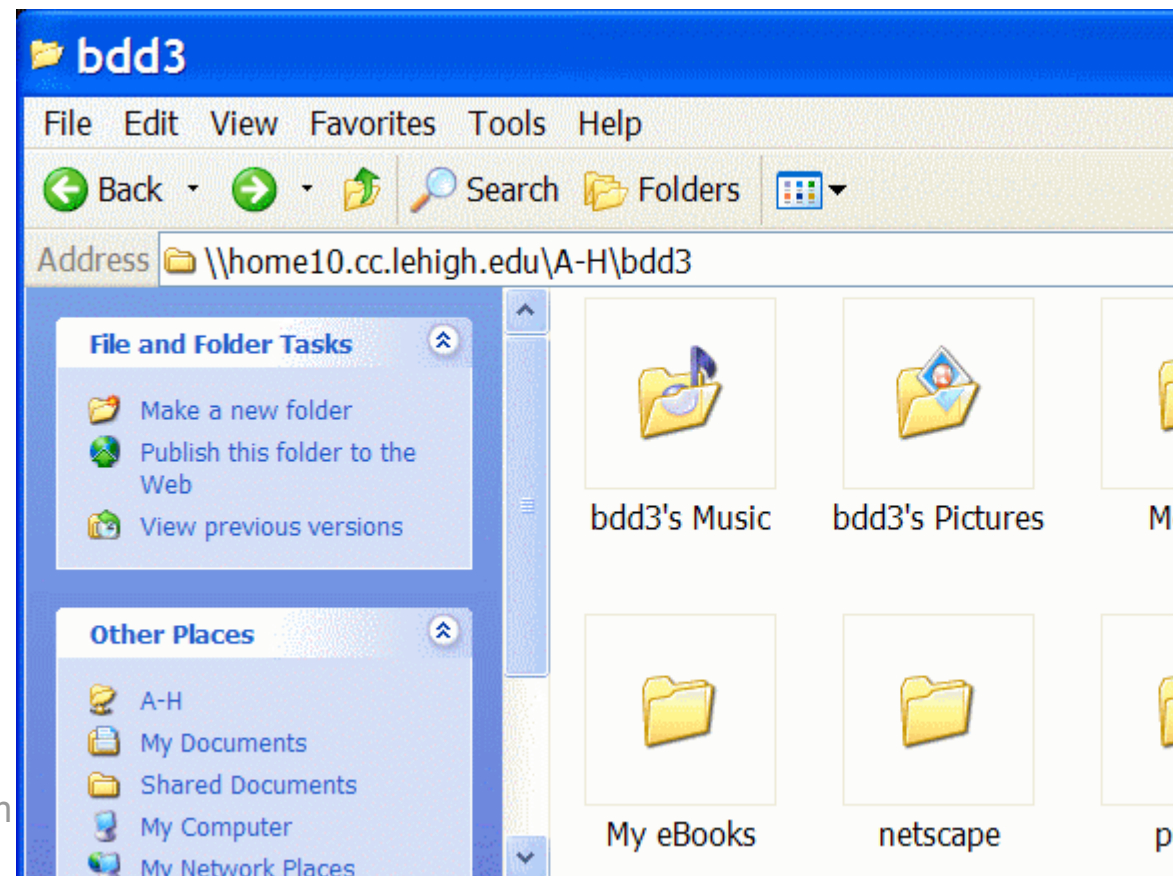 bdd3
File Edit View Favorites Tools Help
Back Search Folders
Address \\home10.cc.lehigh.edu\A-H\bdd3
File and Folder Tasks
Make a new folder
Publish this folder to the
Web
View previous versions
Other Places
A-H
My Documents
Shared Documents
My Computer
My Network Places
bdd3's Music bdd3's Pictures
My eBooks netscape